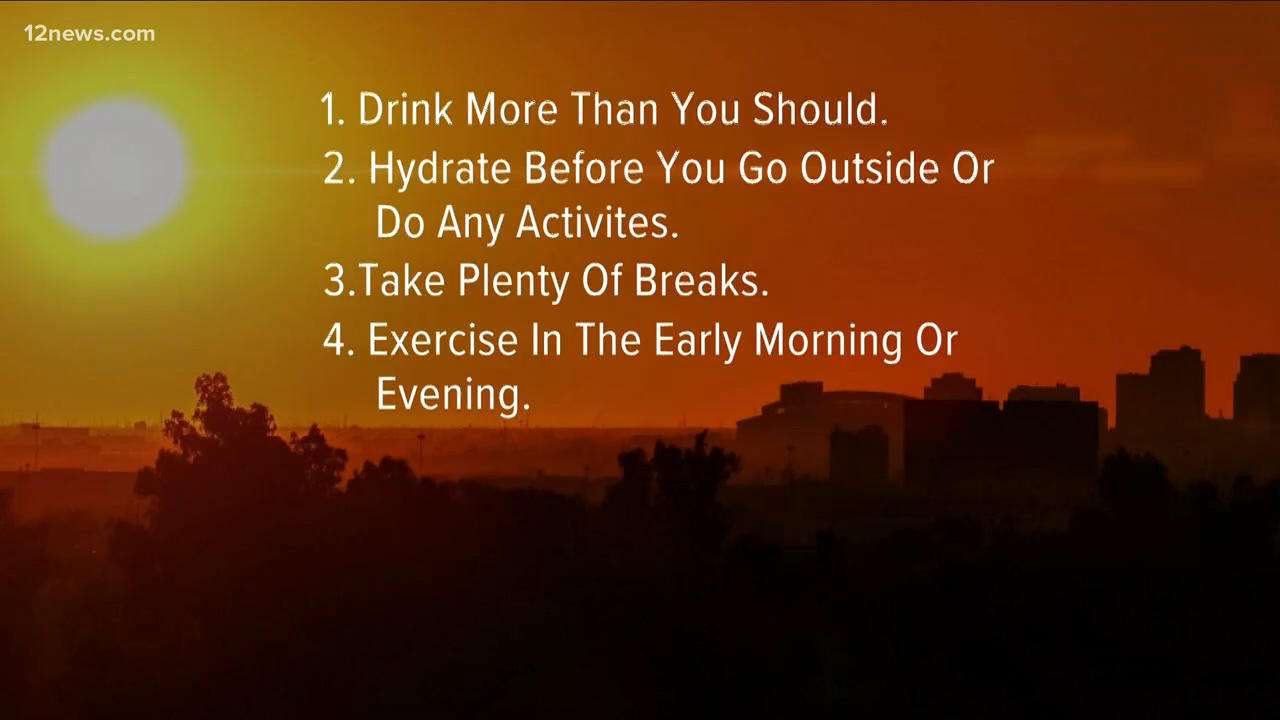 12news.com
1. Drink More Than You Should.
2. Hydrate Before You Go Outside Or
Do Any Activites.
3.Take Plenty Of Breaks.
4. Exercise In The Early Morning Or
Evening.